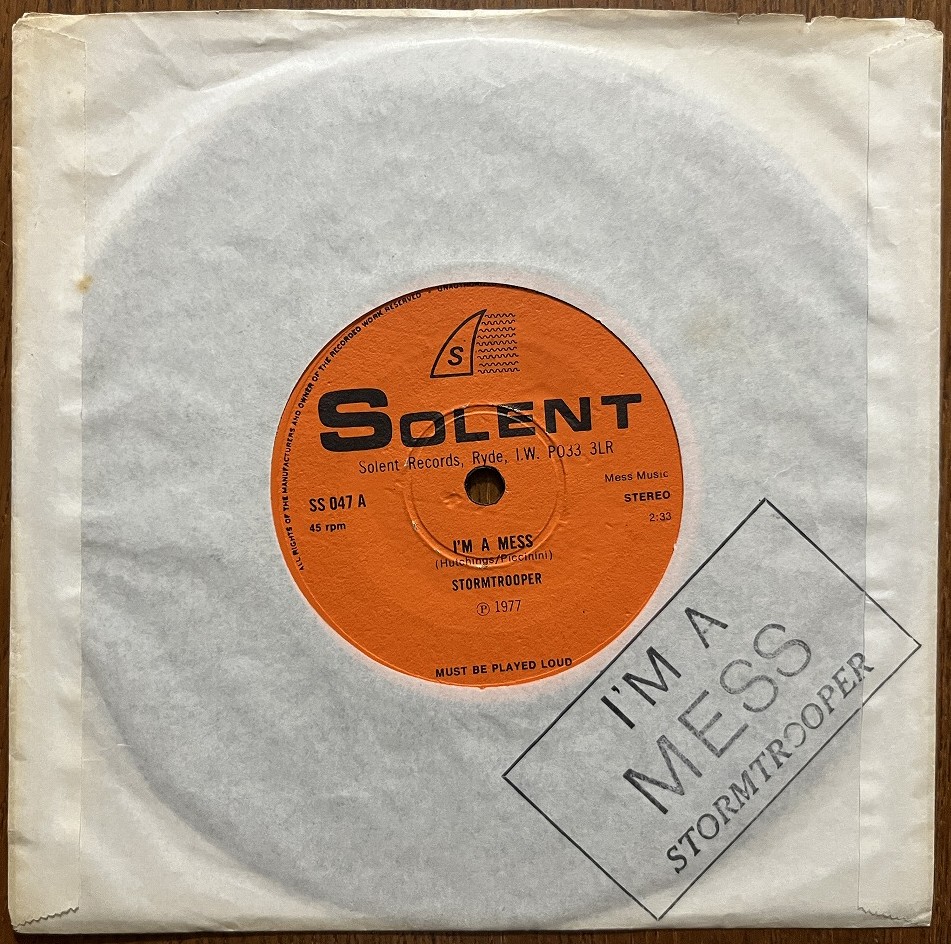 ALL RIGHTS OF THE MANUFACTURERS AND OWNER OF THE RECORDED WORK RESERVED
S
SOLENT
Solent Records, Ryde, I.W. PO33 3LR
Mess Music
SS 047 A
STEREO
45 rpm
2:33
I'M A MESS
(Hutchings/Piccinini)
STORMTROOPER
℗ 1977
MUST BE PLAYED LOUD
I'M A
MESS
STORMTROOPER